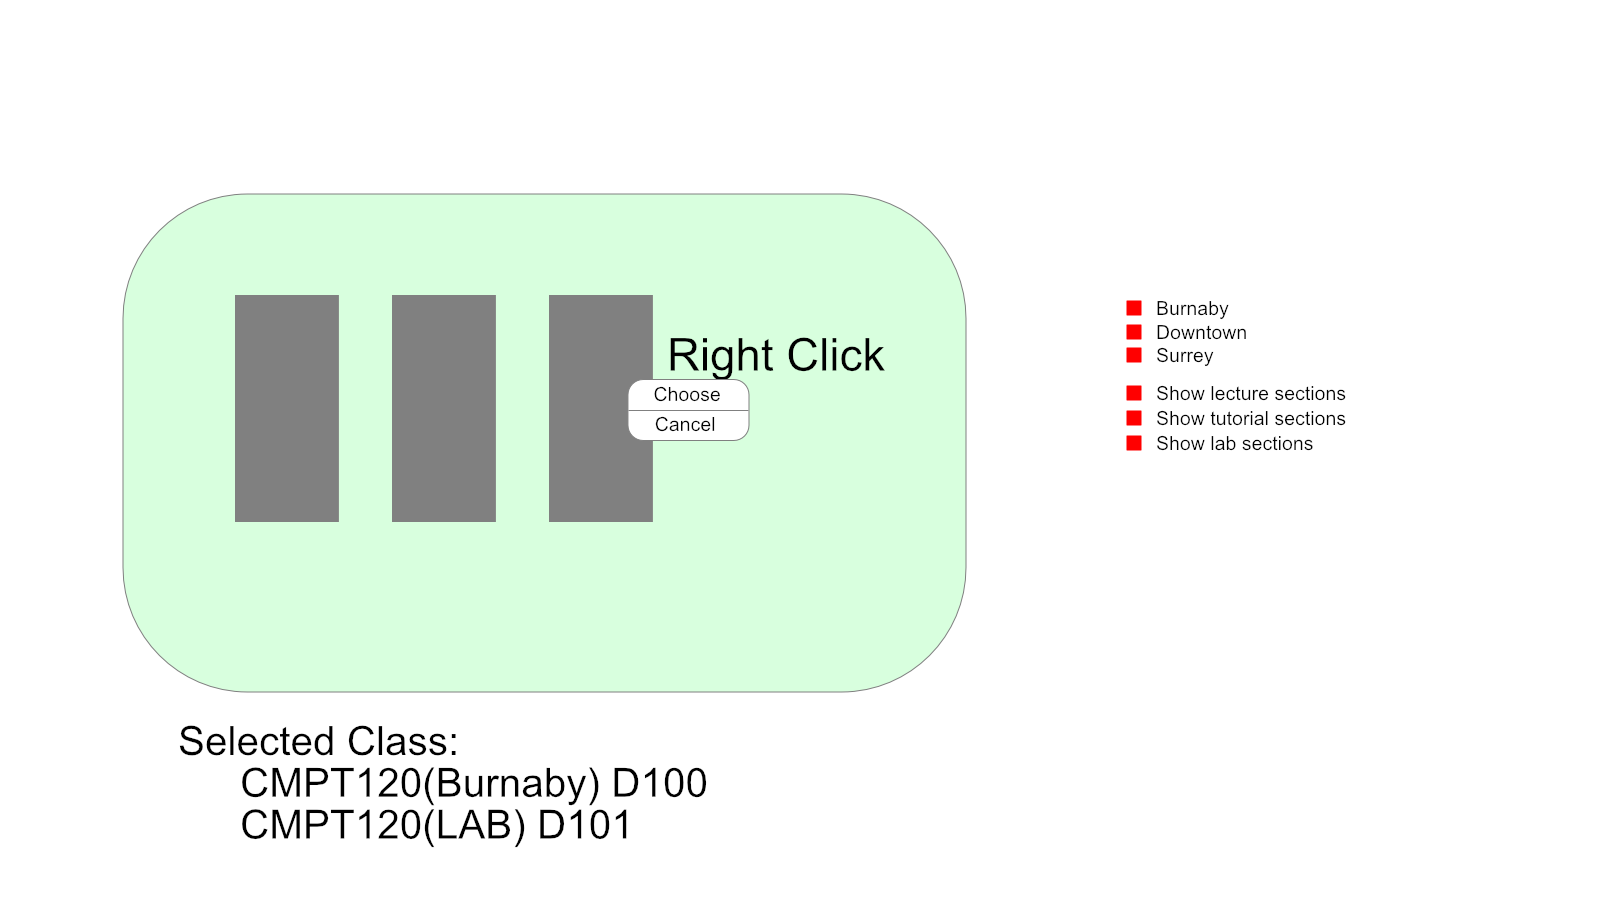 Right Click
Choose
Cancel
Burnaby
Downtown
Surrey
Show lecture sections
Show tutorial sections
Show lab sections
Selected Class:
CMPT120(Burnaby) D100
CMPT120(LAB) D101